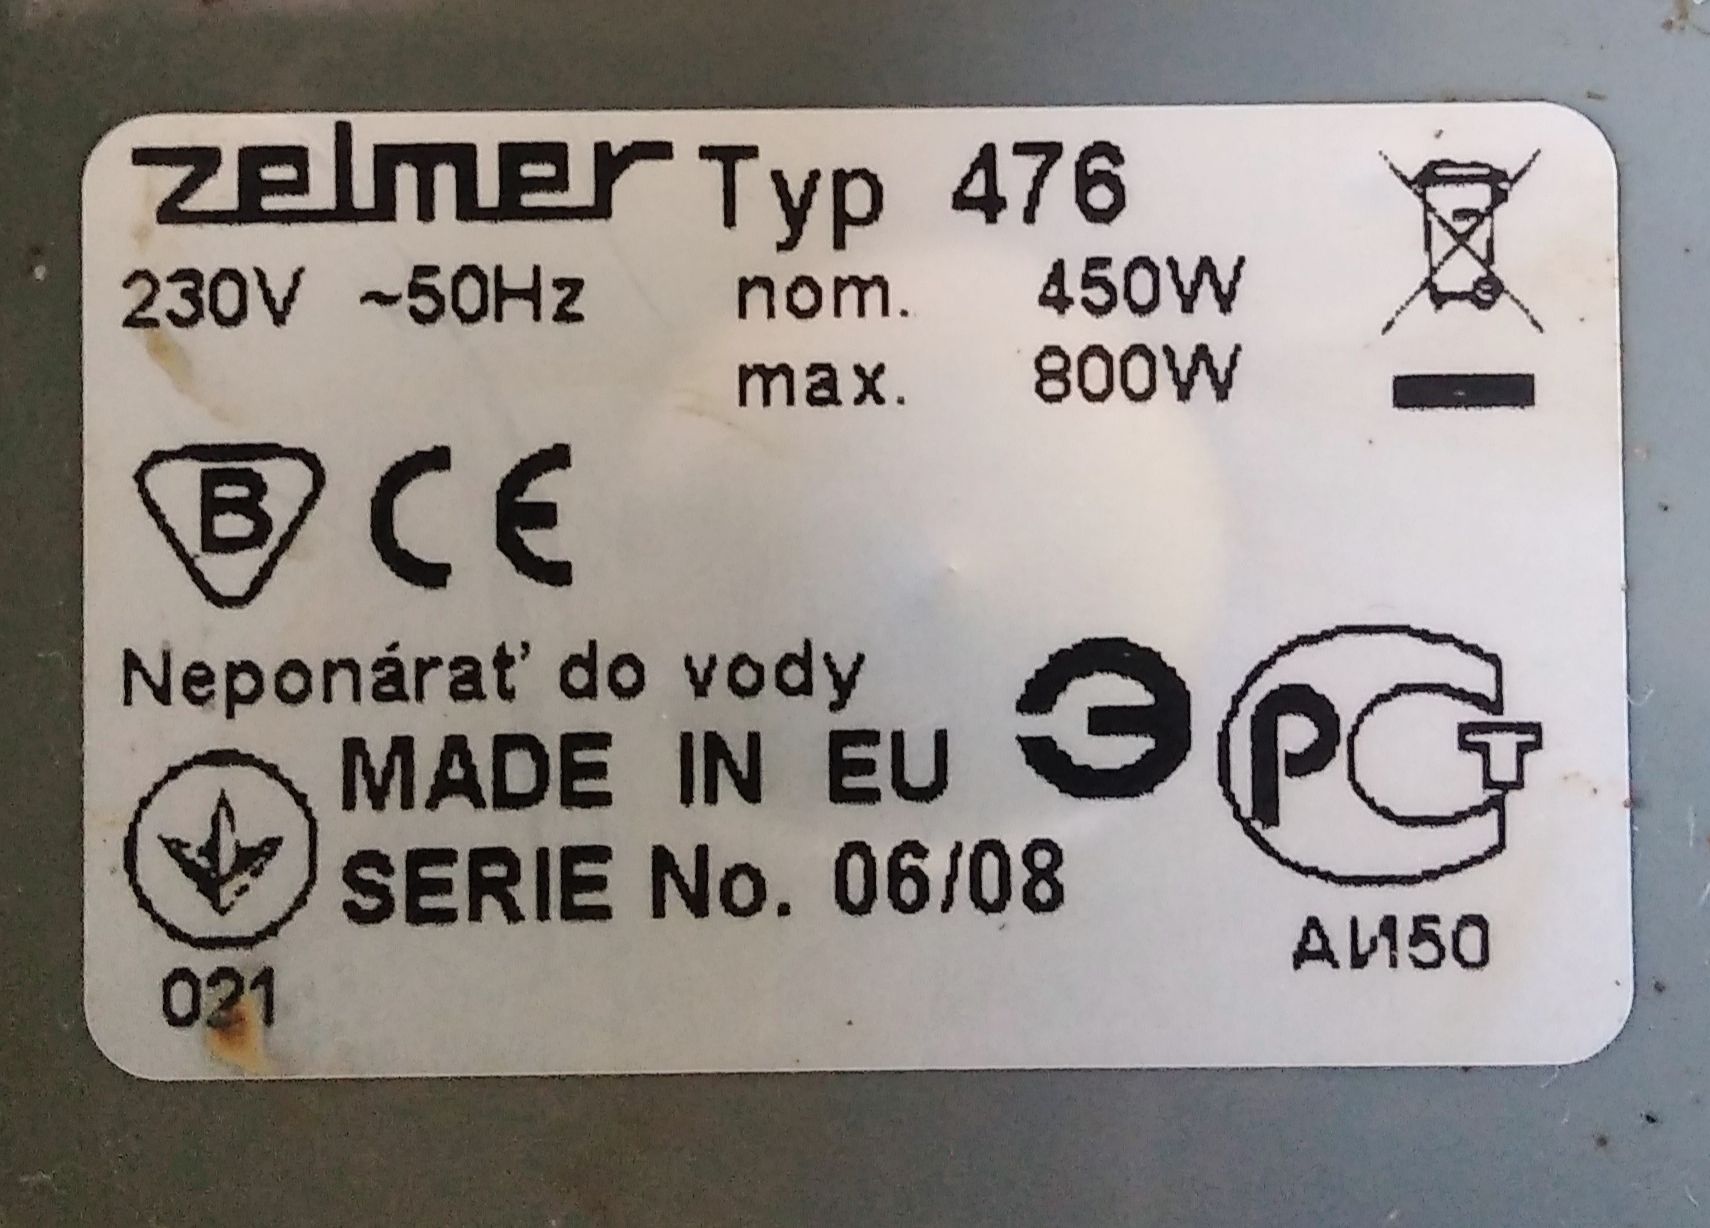 zelmer Typ 476
230V ~50Hz nom. 450W
max. 800W
B CE
Neponárať do vody
MADE IN EU
SERIE No. 06/08
021
РСТ
АИ50